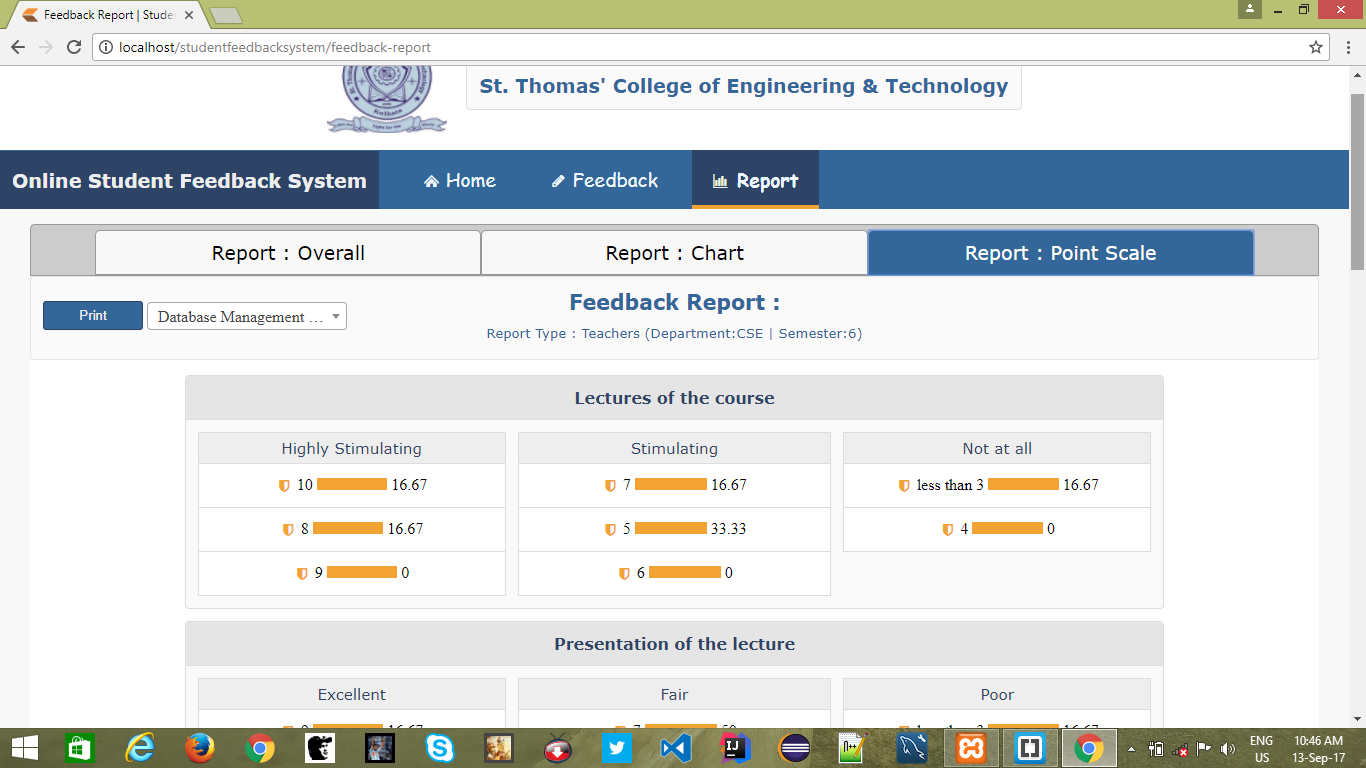 Feedback Report | Stude
localhost/studentfeedbacksystem/feedback-report
St. Thomas' College of Engineering & Technology
Kolkata
Online Student Feedback System
Home
Feedback
Report
Report : Overall
Report : Chart
Report : Point Scale
Print
Database Management ...
Feedback Report :
Report Type : Teachers (Department:CSE | Semester:6)
Lectures of the course
Highly Stimulating
Stimulating
Not at all
10 16.67
7 16.67
less than 3 16.67
8 16.67
5 33.33
4 0
9 0
6 0
Presentation of the lecture
Excellent
Fair
Poor
ENG
US
10:46 AM
13-Sep-17